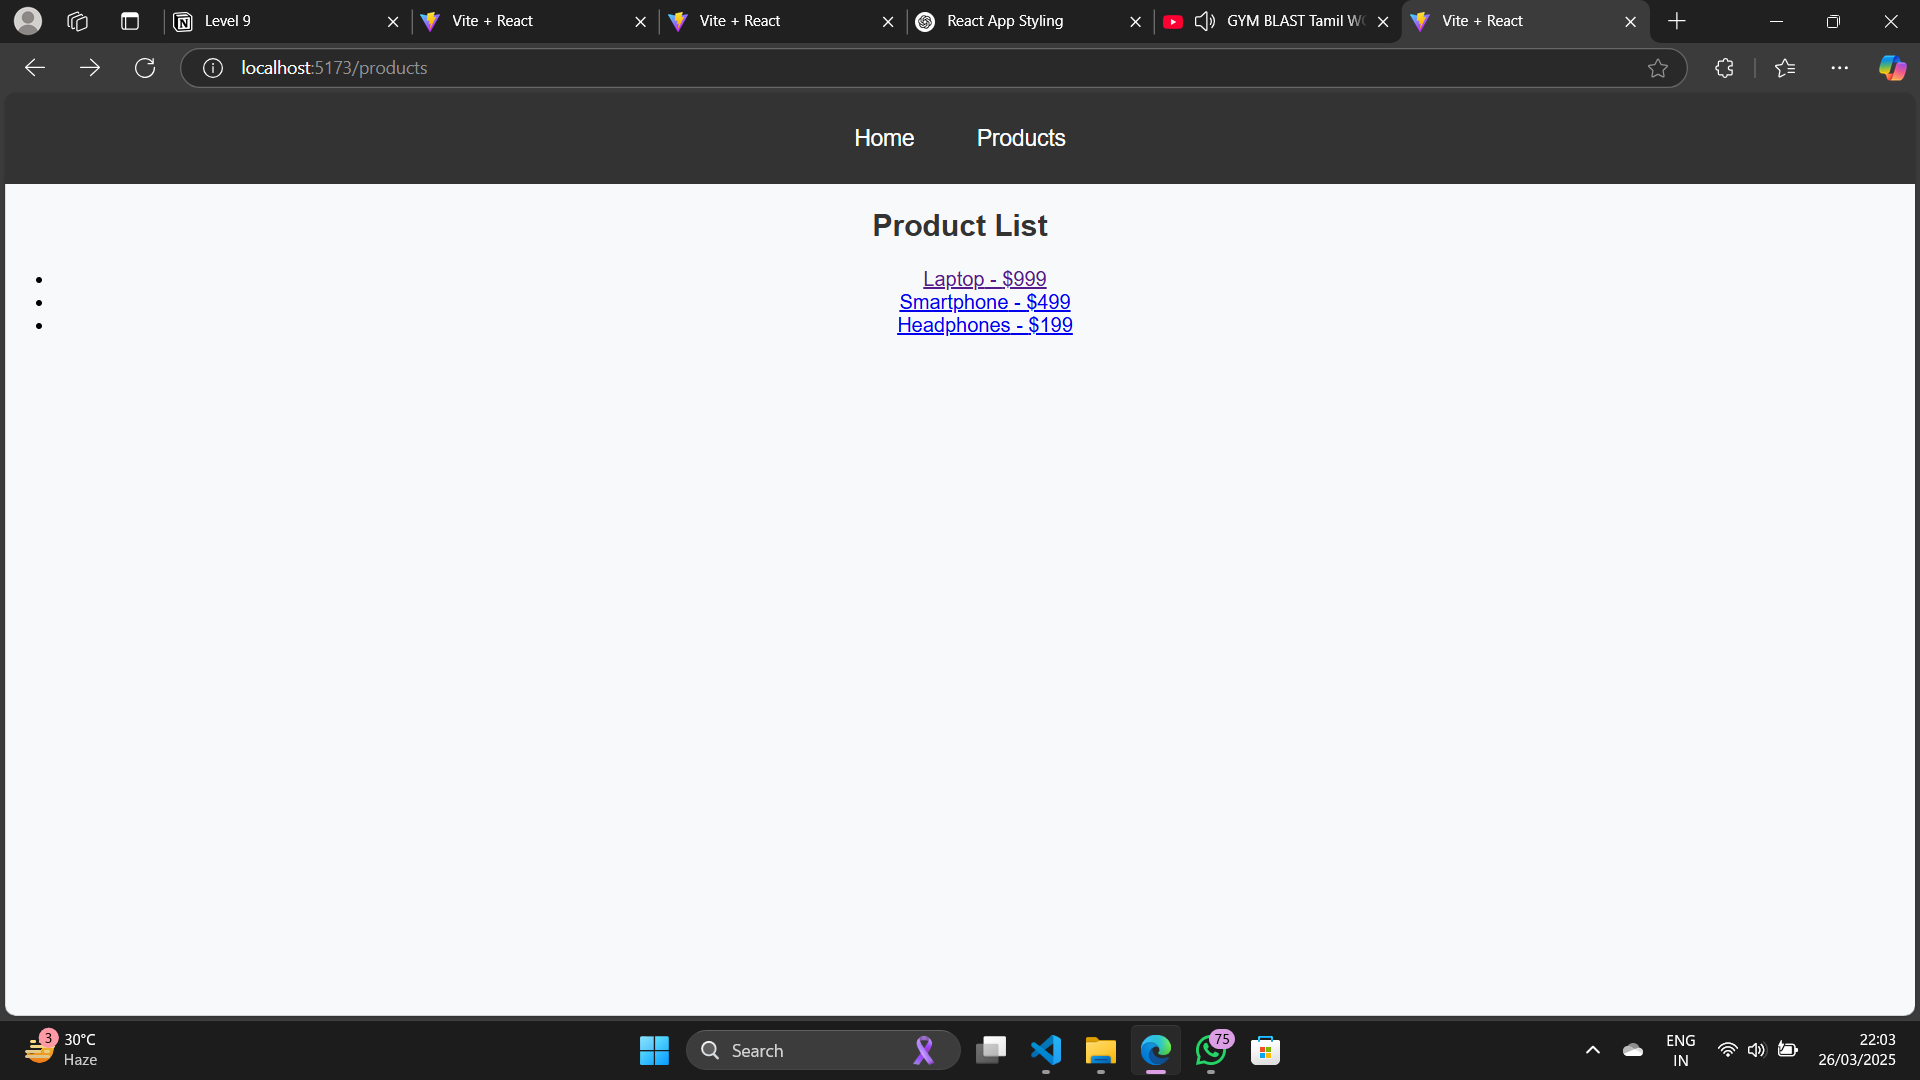 Level 9
Vite + React
Vite + React
React App Styling
GYM BLAST Tamil W
Vite + React
localhost:5173/products
Home Products
Product List
Laptop - $999
Smartphone - $499
Headphones - $199
3
30°C
Haze
Search
75
ENG
IN
22:03
26/03/2025